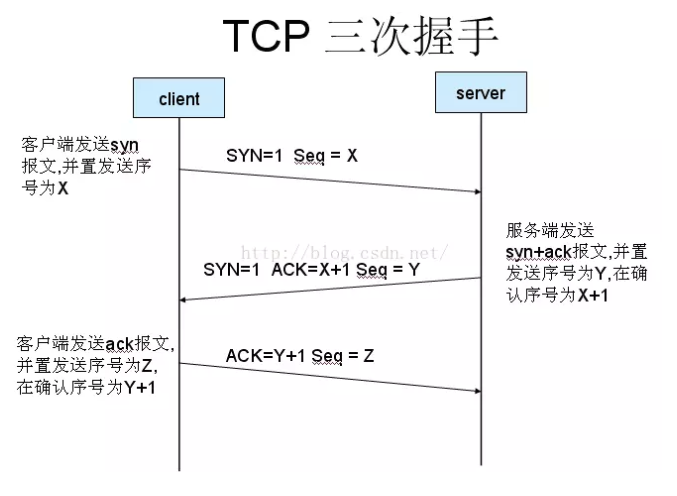 TCP 三次握手
client
server
客户端发送syn
报文,并置发送序
号为X
SYN=1 Seq = X
http://blog.csdn.net/
服务端发送
syn+ack报文,并置
发送序号为Y,在确
认序号为X+1
SYN=1 ACK=X+1 Seq = Y
客户端发送ack报文,
并置发送序号为Z,
在确认序号为Y+1
ACK=Y+1 Seq = Z